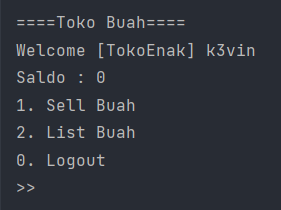 ====Toko Buah====
Welcome [TokoEnak] k3vin
Saldo : 0
1. Sell Buah
2. List Buah
0. Logout
>>